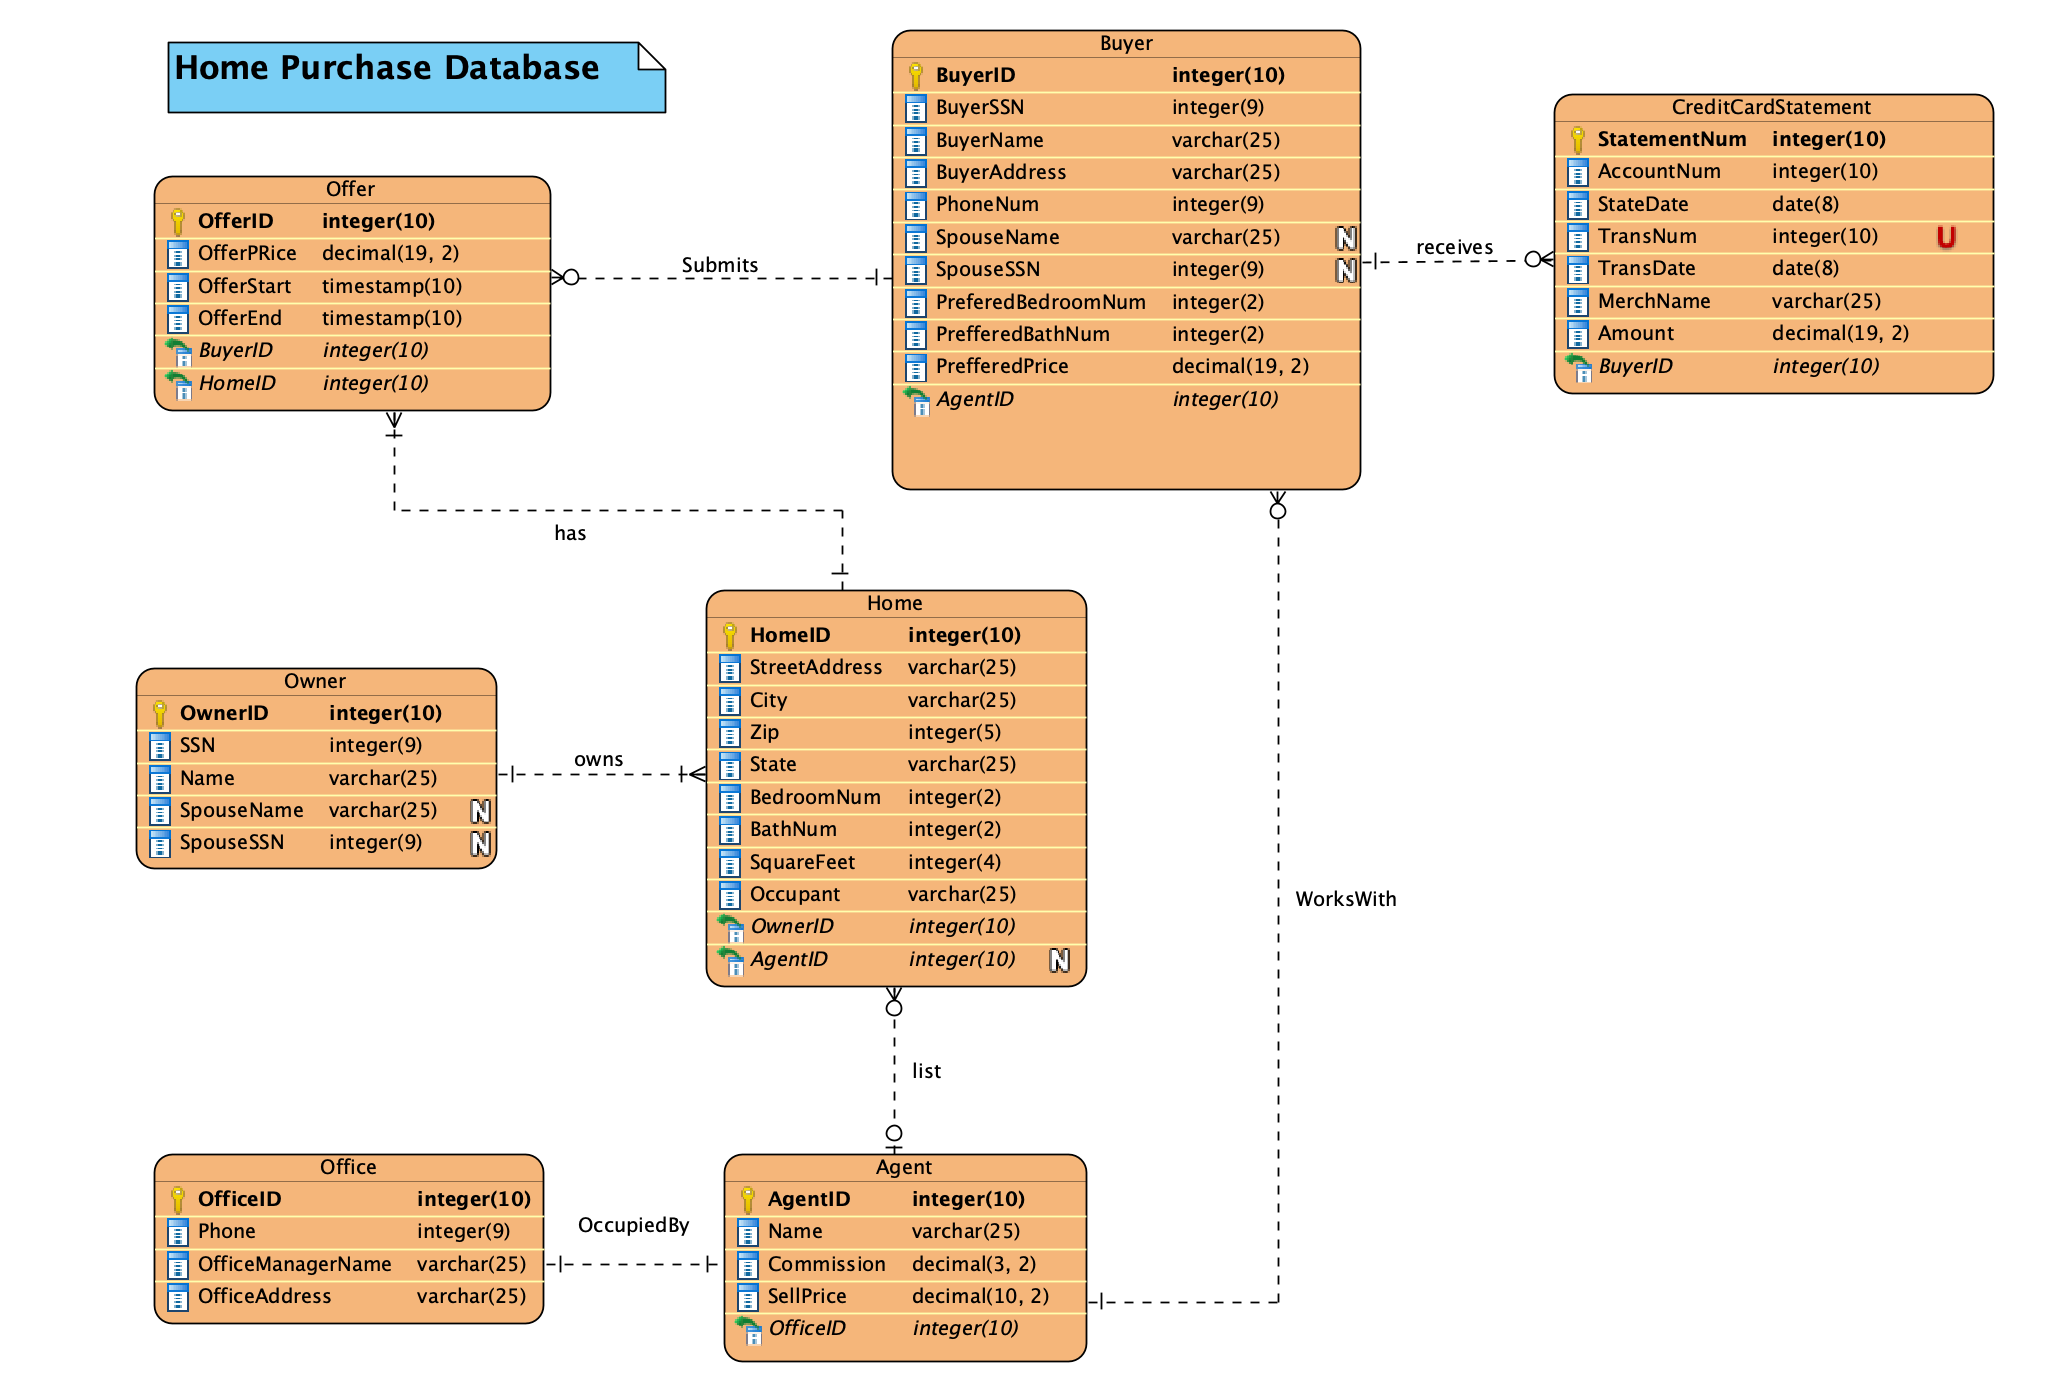 Home Purchase Database
Buyer
BuyerID integer(10)
BuyerSSN integer(9)
BuyerName varchar(25)
BuyerAddress varchar(25)
PhoneNum integer(9)
SpouseName varchar(25) N
SpouseSSN integer(9) N
PreferedBedroomNum integer(2)
PrefferedBathNum integer(2)
PrefferedPrice decimal(19, 2)
AgentID integer(10)
CreditCardStatement
StatementNum integer(10)
AccountNum integer(10)
StateDate date(8)
TransNum integer(10) U
TransDate date(8)
MerchName varchar(25)
Amount decimal(19, 2)
BuyerID integer(10)
receives
Offer
OfferID integer(10)
OfferPRice decimal(19, 2)
OfferStart timestamp(10)
OfferEnd timestamp(10)
BuyerID integer(10)
HomeID integer(10)
Submits
has
Home
HomeID integer(10)
StreetAddress varchar(25)
City varchar(25)
Zip integer(5)
State varchar(25)
BedroomNum integer(2)
BathNum integer(2)
SquareFeet integer(4)
Occupant varchar(25)
OwnerID integer(10)
AgentID integer(10) N
Owner
OwnerID integer(10)
SSN integer(9)
Name varchar(25)
SpouseName varchar(25) N
SpouseSSN integer(9) N
owns
WorksWith
list
Office
OfficeID integer(10)
Phone integer(9)
OfficeManagerName varchar(25)
OfficeAddress varchar(25)
OccupiedBy
Agent
AgentID integer(10)
Name varchar(25)
Commission decimal(3, 2)
SellPrice decimal(10, 2)
OfficeID integer(10)